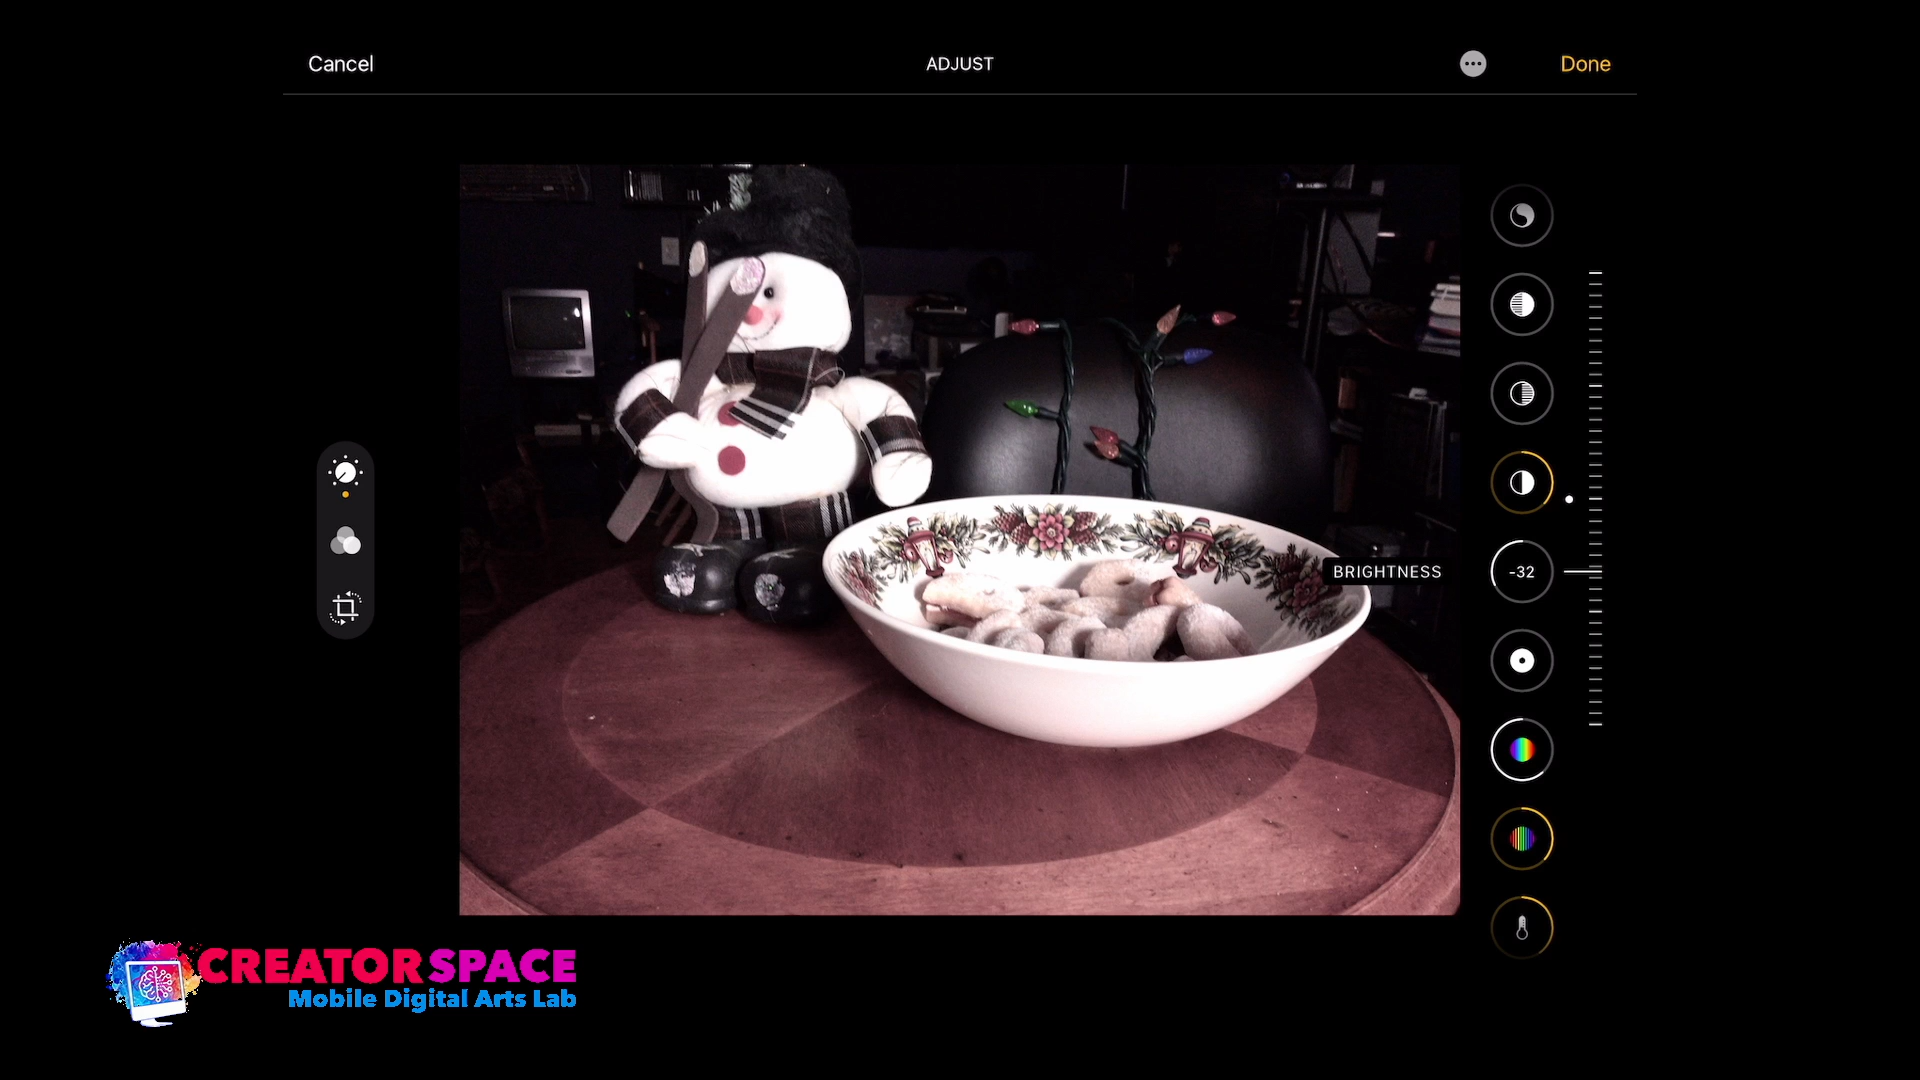 Cancel
ADJUST
Done
BRIGHTNESS
-32
CREATORSPACE
Mobile Digital Arts Lab